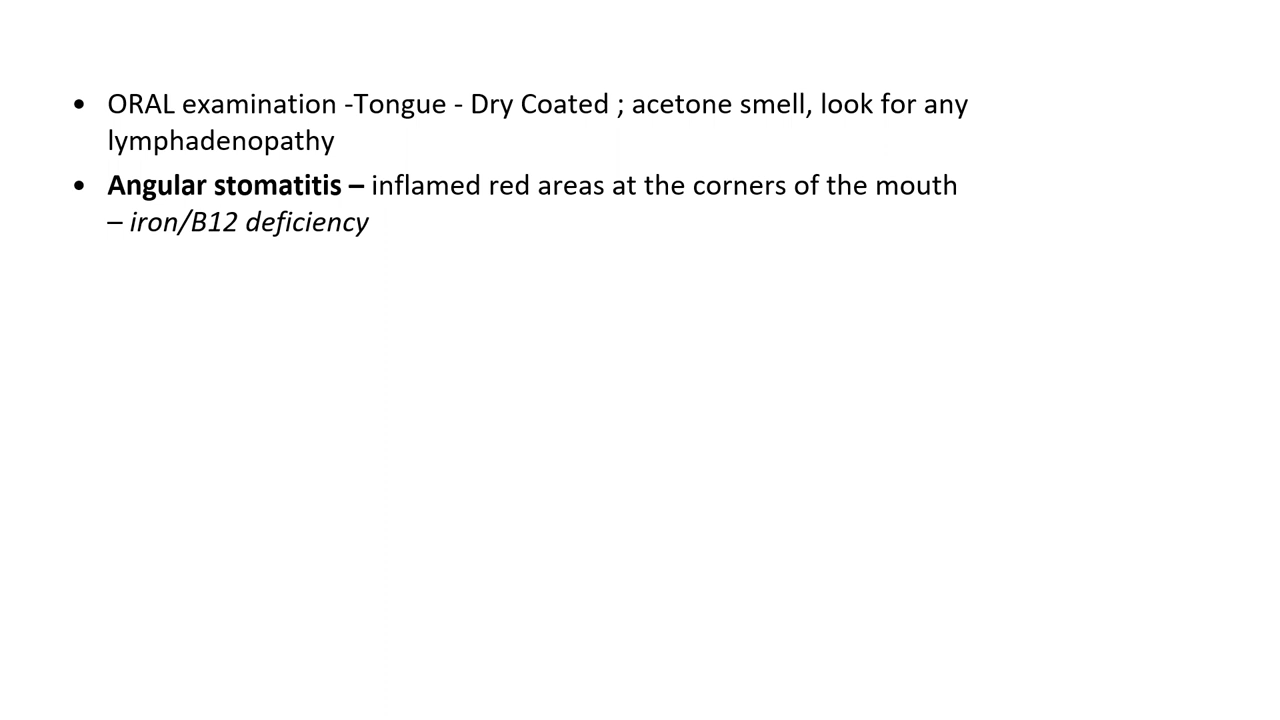 • ORAL examination -Tongue - Dry Coated ; acetone smell, look for any
lymphadenopathy
• Angular stomatitis – inflamed red areas at the corners of the mouth
– iron/B12 deficiency